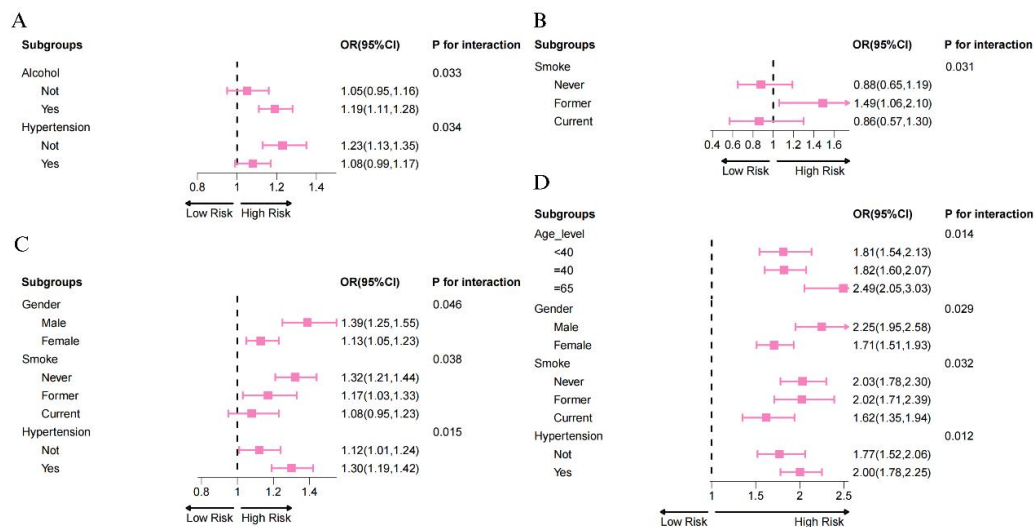 A
Subgroups OR(95%CI) P for interaction
Alcohol 0.033
Not 1.05(0.95,1.16)
Yes 1.19(1.11,1.28)
Hypertension 0.034
Not 1.23(1.13,1.35)
Yes 1.08(0.99,1.17)
0.8 1 1.2 1.4
Low Risk High Risk
B
Subgroups OR(95%CI) P for interaction
Smoke 0.031
Never 0.88(0.65,1.19)
Former 1.49(1.06,2.10)
Current 0.86(0.57,1.30)
0.4 0.6 0.8 1 1.2 1.4 1.6
Low Risk High Risk
C
Subgroups OR(95%CI) P for interaction
Gender 0.046
Male 1.39(1.25,1.55)
Female 1.13(1.05,1.23)
Smoke 0.038
Never 1.32(1.21,1.44)
Former 1.17(1.03,1.33)
Current 1.08(0.95,1.23)
Hypertension 0.015
Not 1.12(1.01,1.24)
Yes 1.30(1.19,1.42)
0.8 1 1.2 1.4
Low Risk High Risk
D
Subgroups OR(95%CI) P for interaction
Age_level 0.014
<40 1.81(1.54,2.13)
=40 1.82(1.60,2.07)
=65 2.49(2.05,3.03)
Gender 0.029
Male 2.25(1.95,2.58)
Female 1.71(1.51,1.93)
Smoke 0.032
Never 2.03(1.78,2.30)
Former 2.02(1.71,2.39)
Current 1.62(1.35,1.94)
Hypertension 0.012
Not 1.77(1.52,2.06)
Yes 2.00(1.78,2.25)
1 1.5 2 2.5
Low Risk High Risk